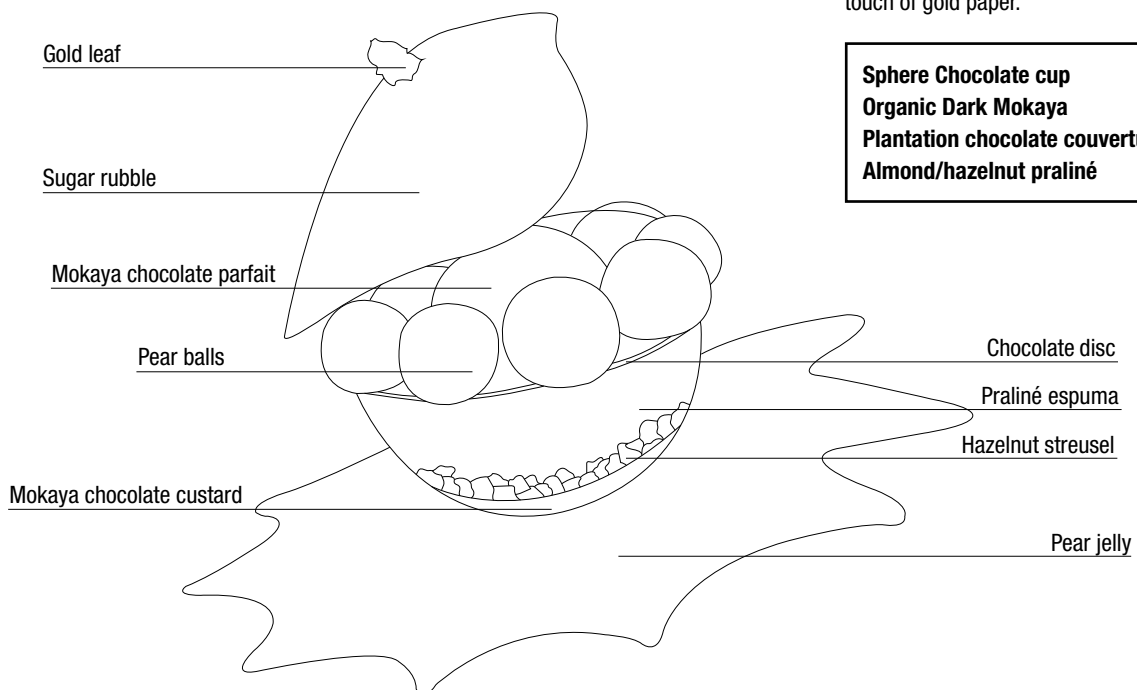 touch of gold paper.
Sphere Chocolate cup
Organic Dark Mokaya
Plantation chocolate
Almond/hazelnut praliné
Gold leaf
Sugar rubble
Mokaya chocolate parfait
Pear balls
Mokaya chocolate custard
Chocolate disc
Praliné espuma
Hazelnut streusel
Pear jelly